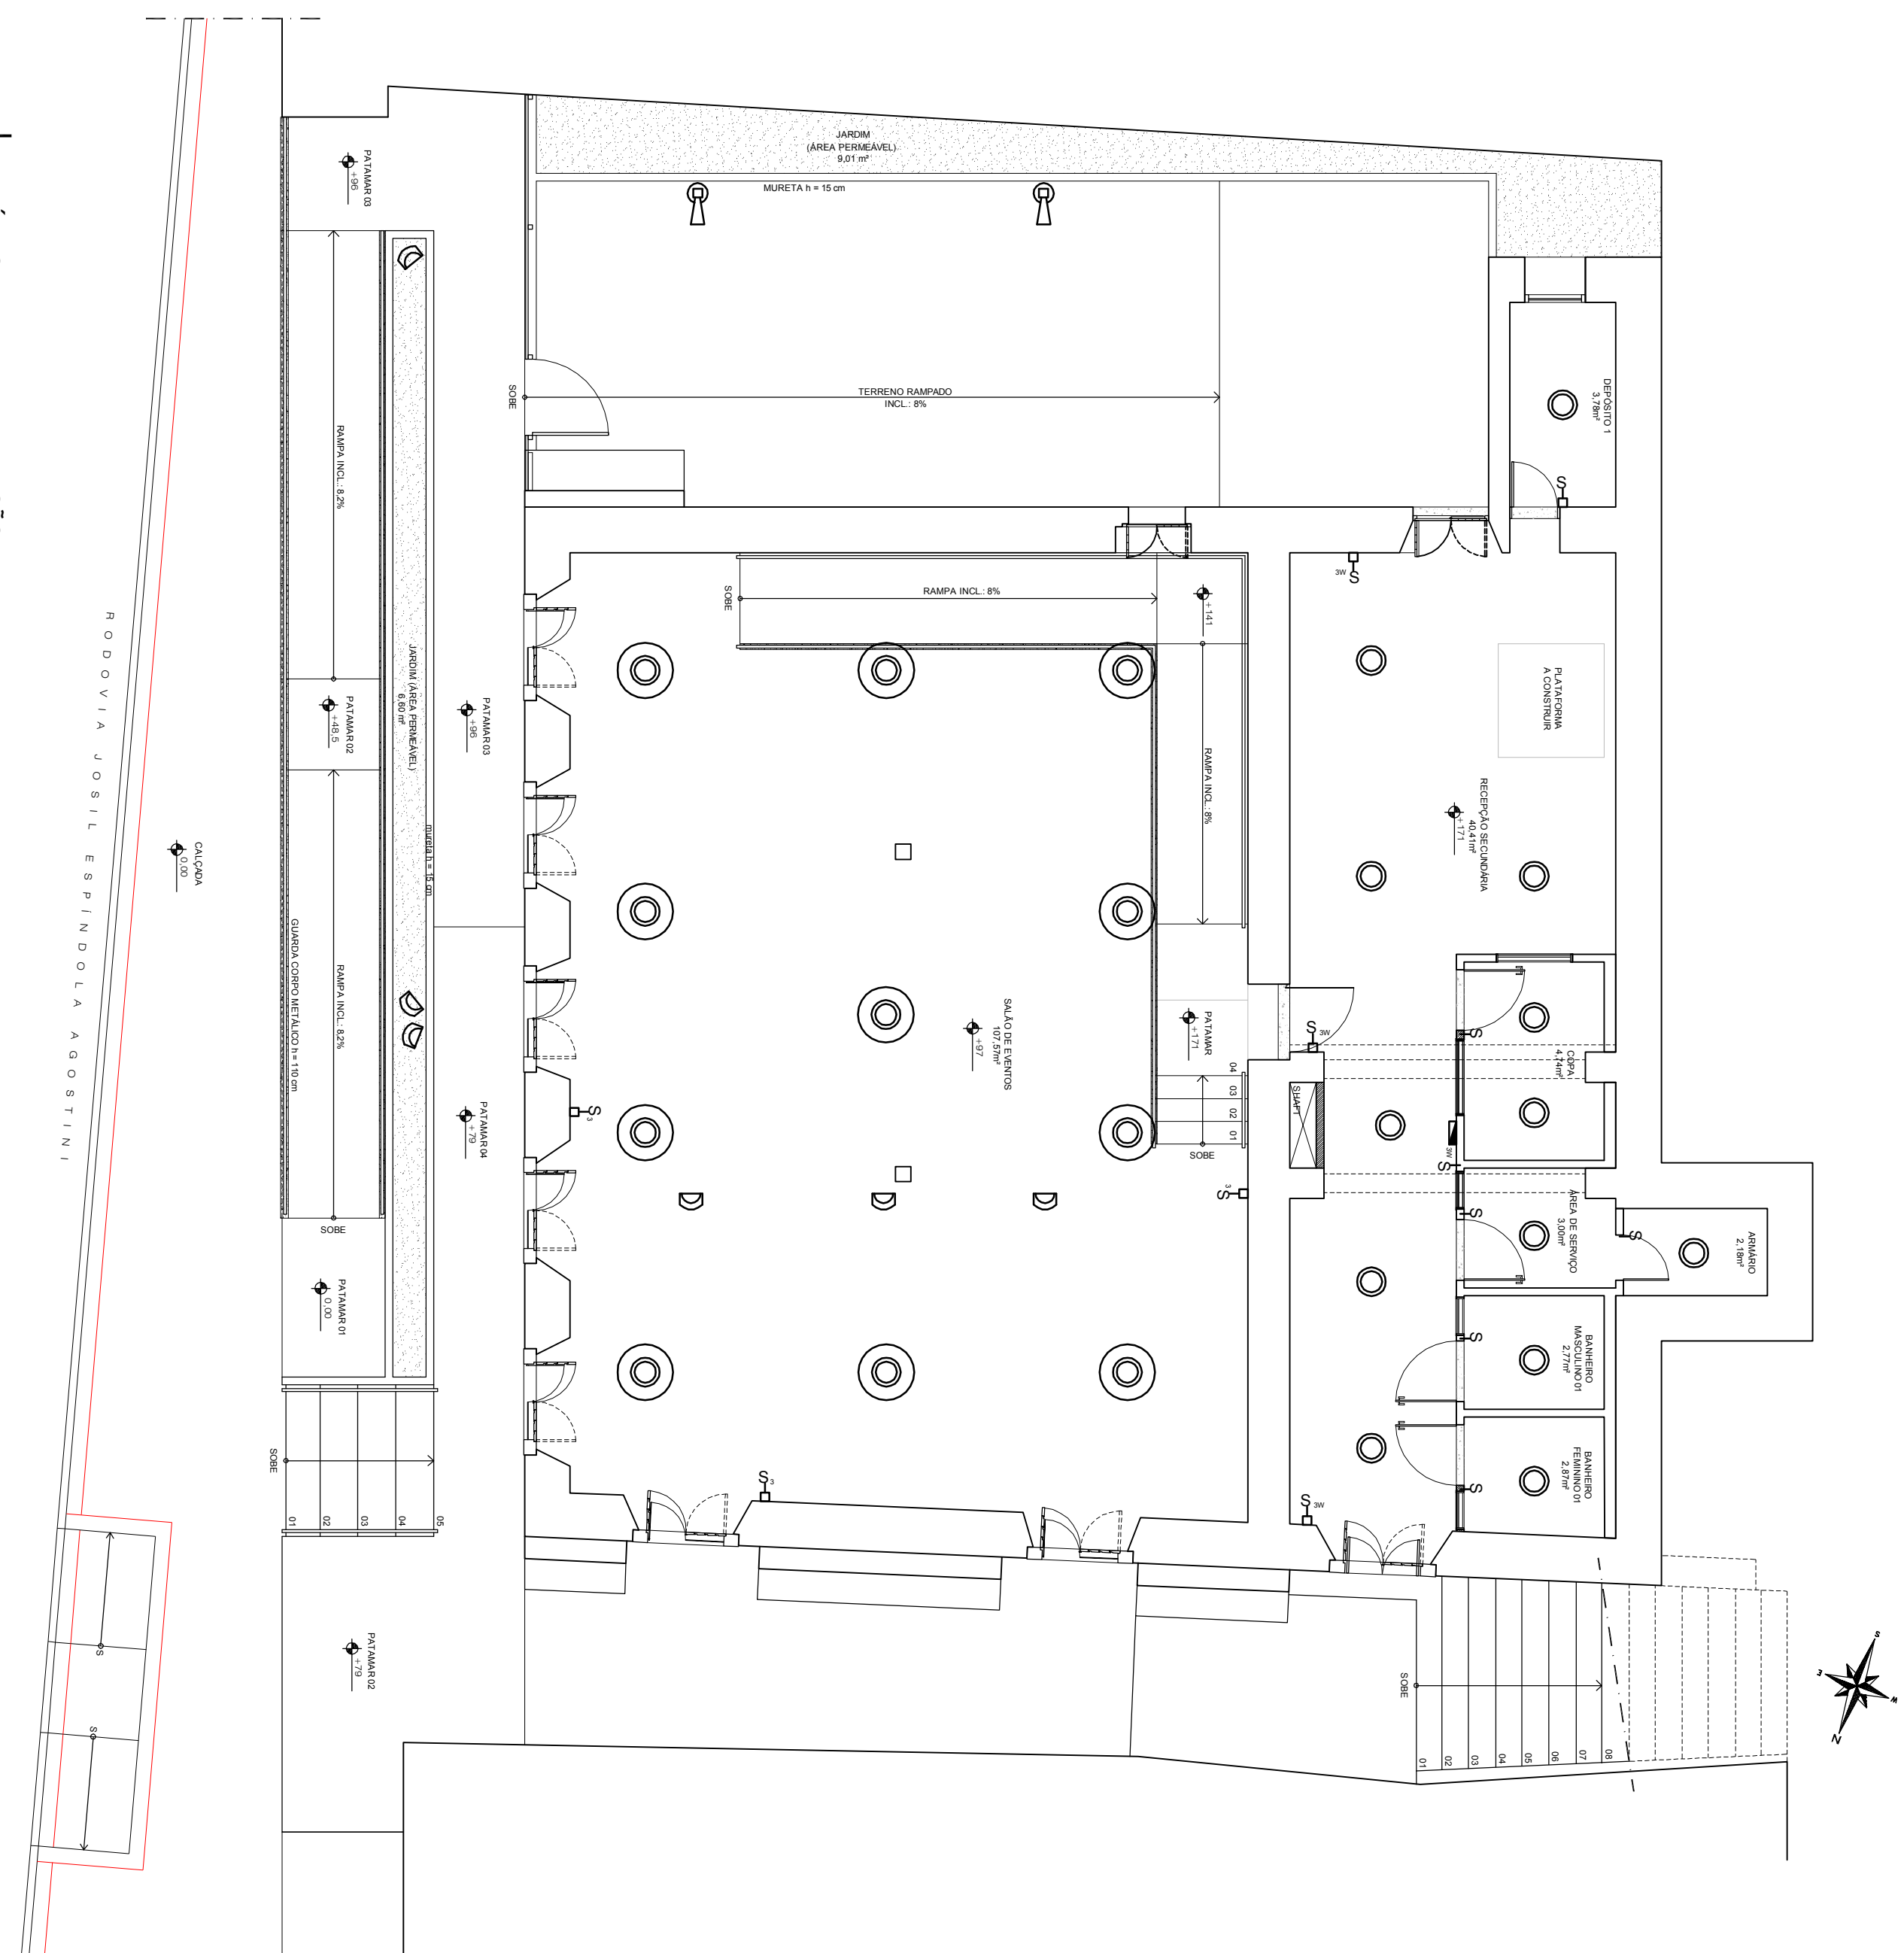 JARDIM
(ÁREA PERMEÁVEL)
9,01 m²
MURETA h = 15 cm
PATAMAR 03
+96
TERRENO RAMPADO
INCL.: 8%
SOBE
DEPÓSITO 1
3,78m²
S
RAMPA INCL.: 8,2%
JARDIM (ÁREA PERMEÁVEL)
6,60 m²
PATAMAR 02
+48,5
PATAMAR 03
+96
mureta h = 15 cm
RAMPA INCL.: 8,2%
GUARDA CORPO METÁLICO h = 110 cm
SOBE
PATAMAR 01
0,00
PATAMAR 04
+79
CALÇADA
0,00
RODOVIA JOSIL ESPÍNDOLA AGOSTINI
SOBE
RAMPA INCL.: 8%
+141
RAMPA INCL.: 8%
3W S
PLATAFORMA
A CONSTRUIR
RECEPÇÃO SECUNDÁRIA
40,41m²
+171
SALÃO DE EVENTOS
107,57m²
+97
PATAMAR
+171
04
03
02
01
SOBE
S 3W
SHAFT
S
COPA
4,74m²
3W
S
S
ÁREA DE SERVIÇO
3,00m²
S
ARMÁRIO
2,18m²
S 3
S 3
S
BANHEIRO
MASCULINO 01
2,77m²
S
BANHEIRO
FEMININO 01
2,87m²
S 3
S 3W
SOBE
01
02
03
04
05
PATAMAR 02
+79
S
S
SOBE
01
02
03
04
05
06
07
08
S
E
W
N